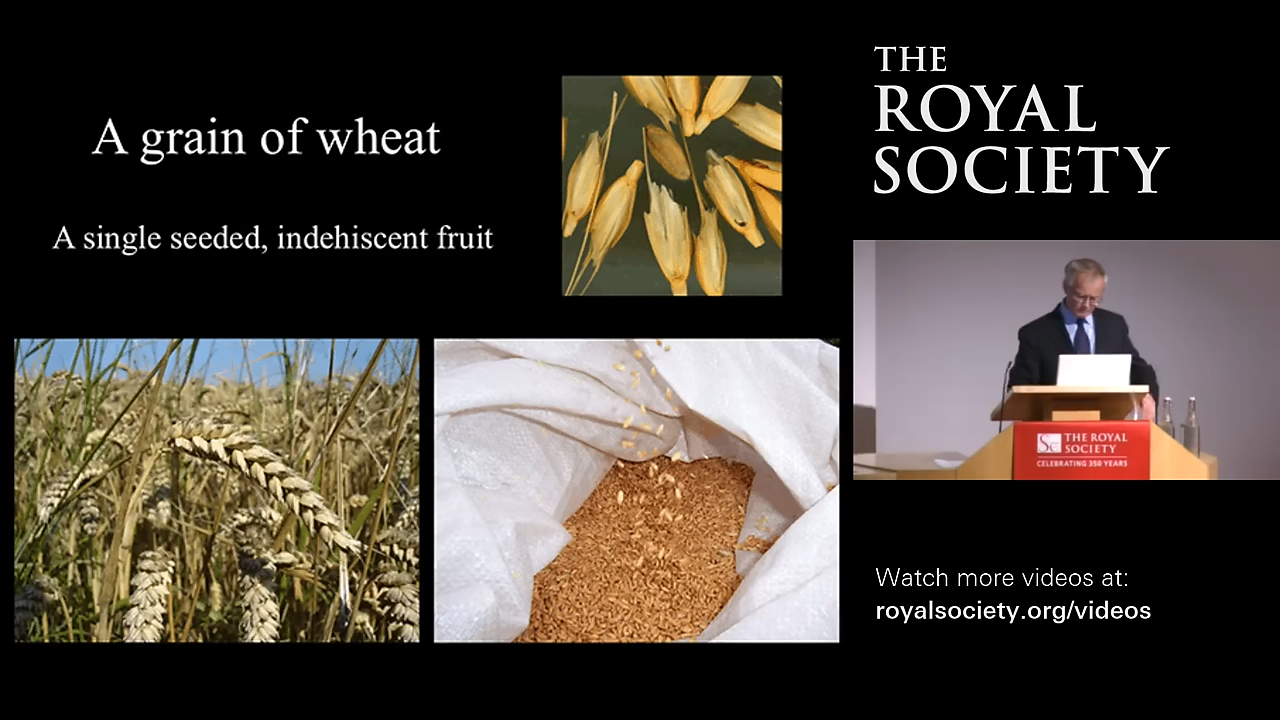 A grain of wheat
A single seeded, indehiscent fruit
THE
ROYAL
SOCIETY
THE ROYAL
SOCIETY
CELEBRATING 350 YEARS
Watch more videos at:
royalsociety.org/videos